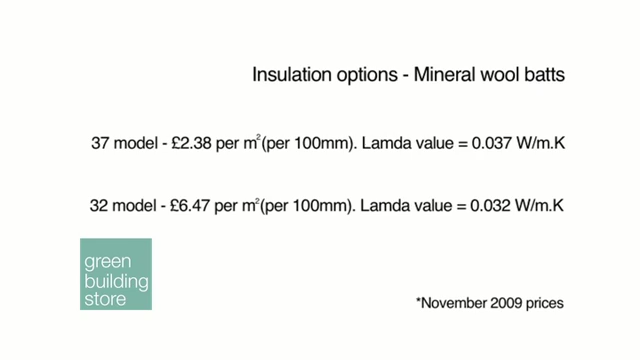 Insulation options - Mineral wool batts
37 model - £2.38 per m²(per 100mm). Lamda value = 0.037 W/m.K
32 model - £6.47 per m²(per 100mm). Lamda value = 0.032 W/m.K
green
building
store
*November 2009 prices